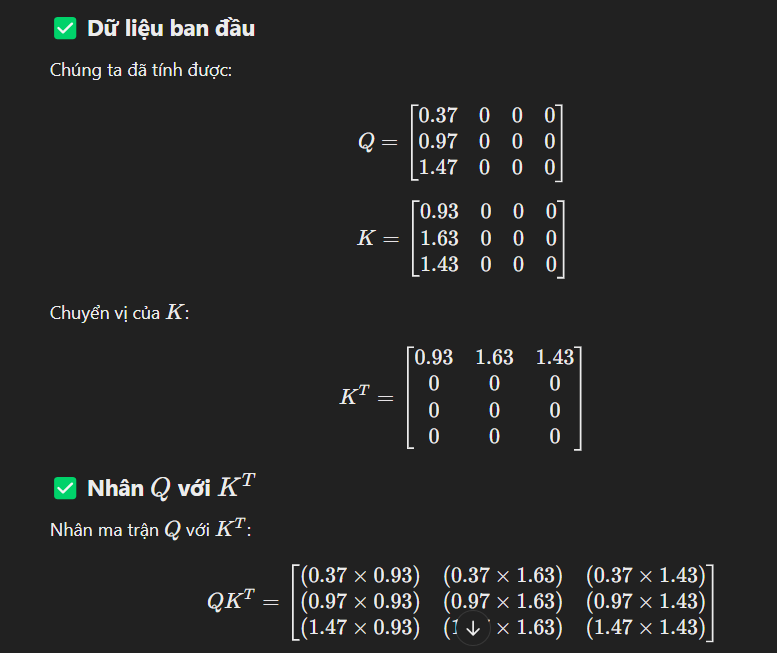 ✅ Dữ liệu ban đầu
Chúng ta đã tính được:
0.37 0 0 0
Q = 0.97 0 0 0
1.47 0 0 0
0.93 0 0 0
K = 1.63 0 0 0
1.43 0 0 0
Chuyển vị của K:
0.93 1.63 1.43
0 0 0
K^T =
0 0 0
0 0 0
✅ Nhân Q với K^T
Nhân ma trận Q với K^T:
(0.37 × 0.93) (0.37 × 1.63) (0.37 × 1.43)
QK^T = (0.97 × 0.93) (0.97 × 1.63) (0.97 × 1.43)
(1.47 × 0.93) (1 × 1.63) (1.47 × 1.43)